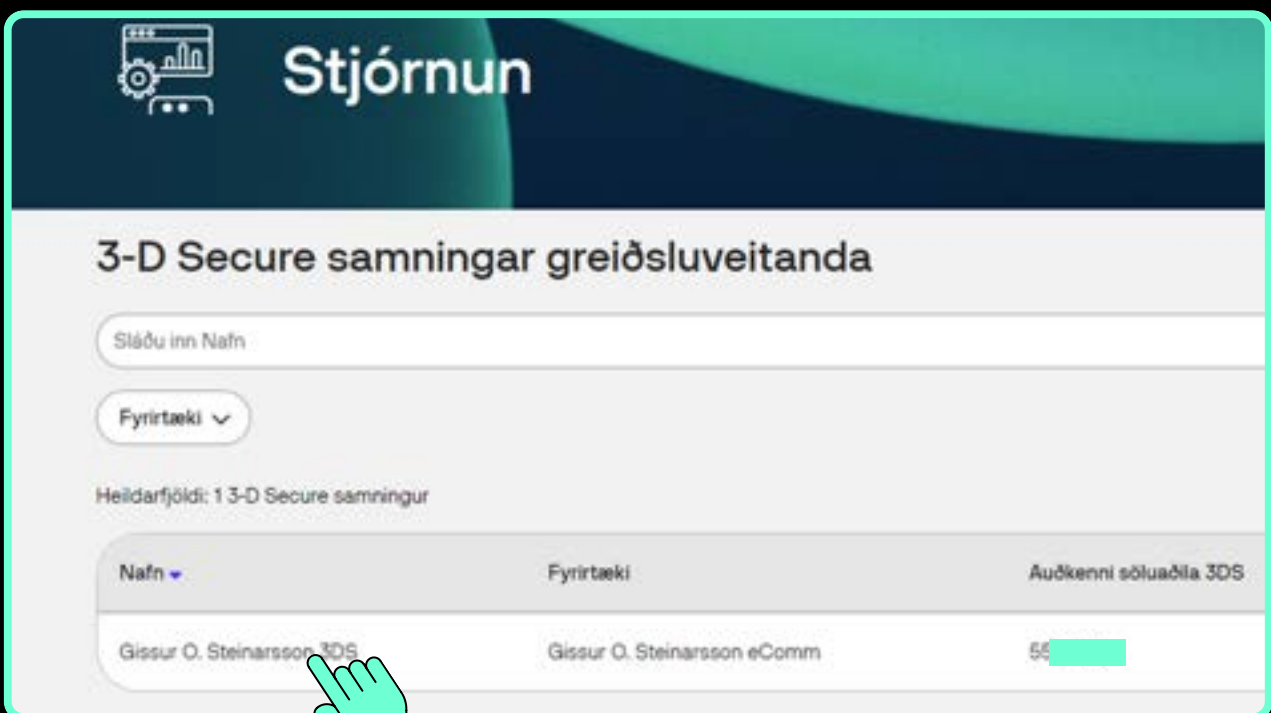 Stjórnun
3-D Secure samningar greiðsluveitanda
Sláðu inn Nafn
Fyrirtæki
Heildarfjöldi: 1 3-D Secure samningur
Nafn Fyrirtæki Auðkenni söluaðila 3DS
Gissur O. Steinarsson 3DS Gissur O. Steinarsson eComm 55